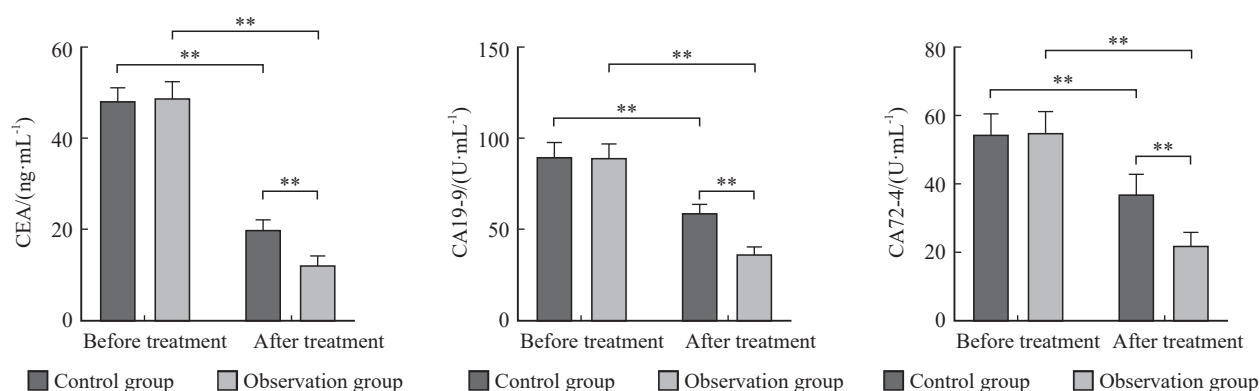 **
**
60
40
20
0
**
CEA/(ng·mL-1)
Before treatment After treatment
Control group Observation group
**
**
150
100
50
0
**
CA19-9/(U·mL-1)
Before treatment After treatment
Control group Observation group
**
**
80
60
40
20
0
**
CA72-4/(U·mL-1)
Before treatment After treatment
Control group Observation group